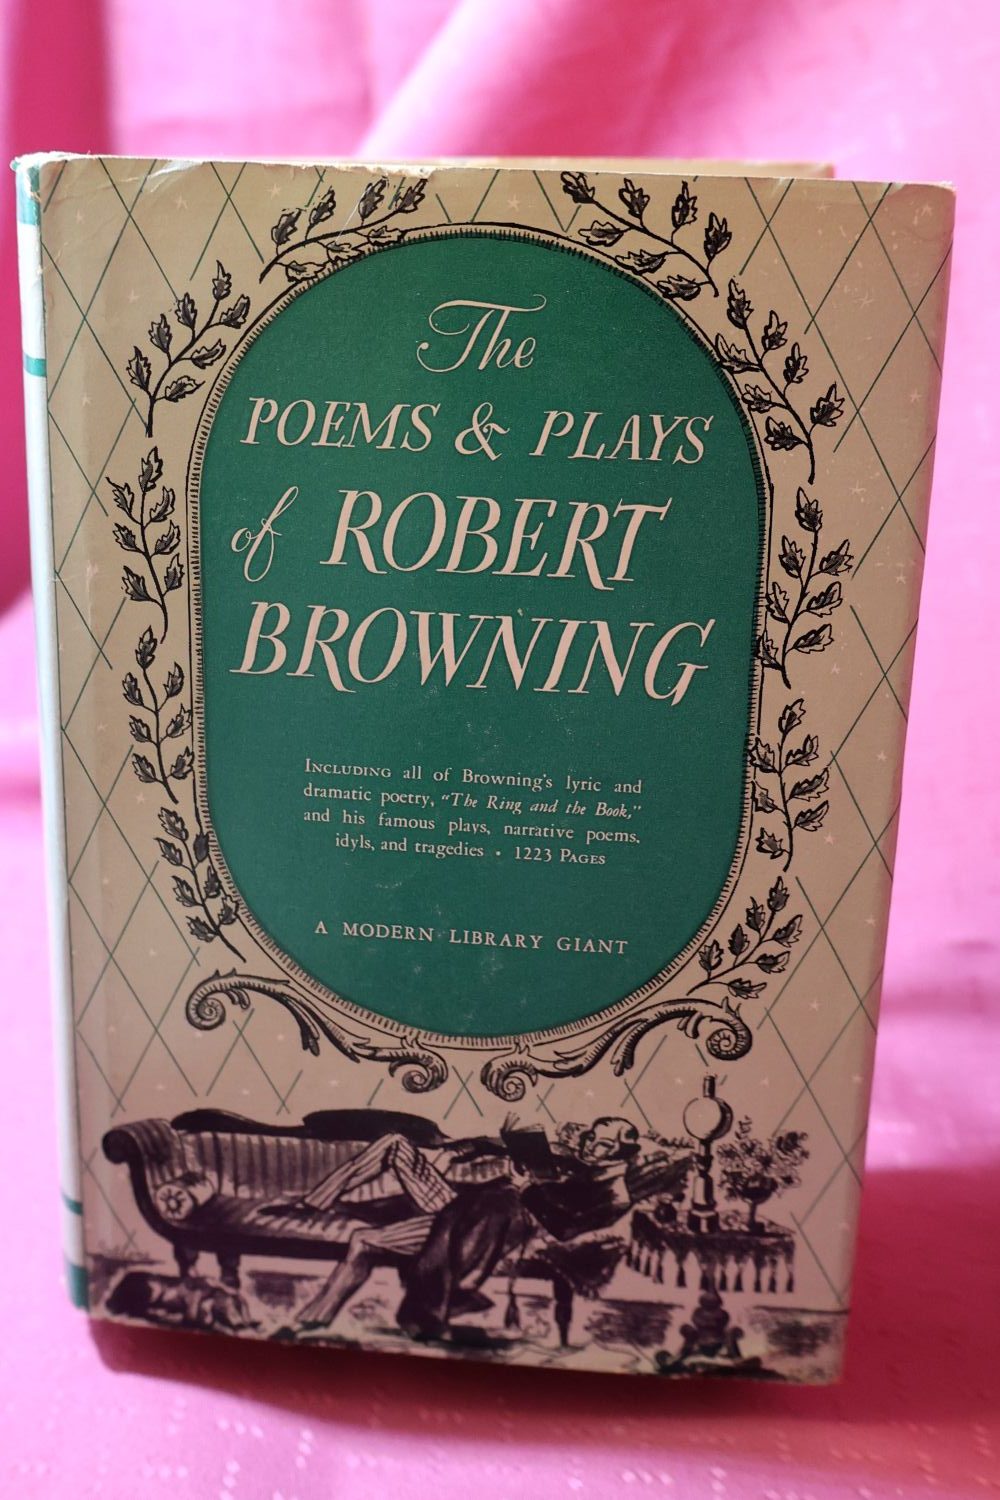 The
POEMS & PLAYS
of ROBERT
BROWNING
INCLUDING all of Browning's lyric and
dramatic poetry, "The Ring and the Book,"
and his famous plays, narrative poems,
idyls, and tragedies • 1223 PAGES
A MODERN LIBRARY GIANT